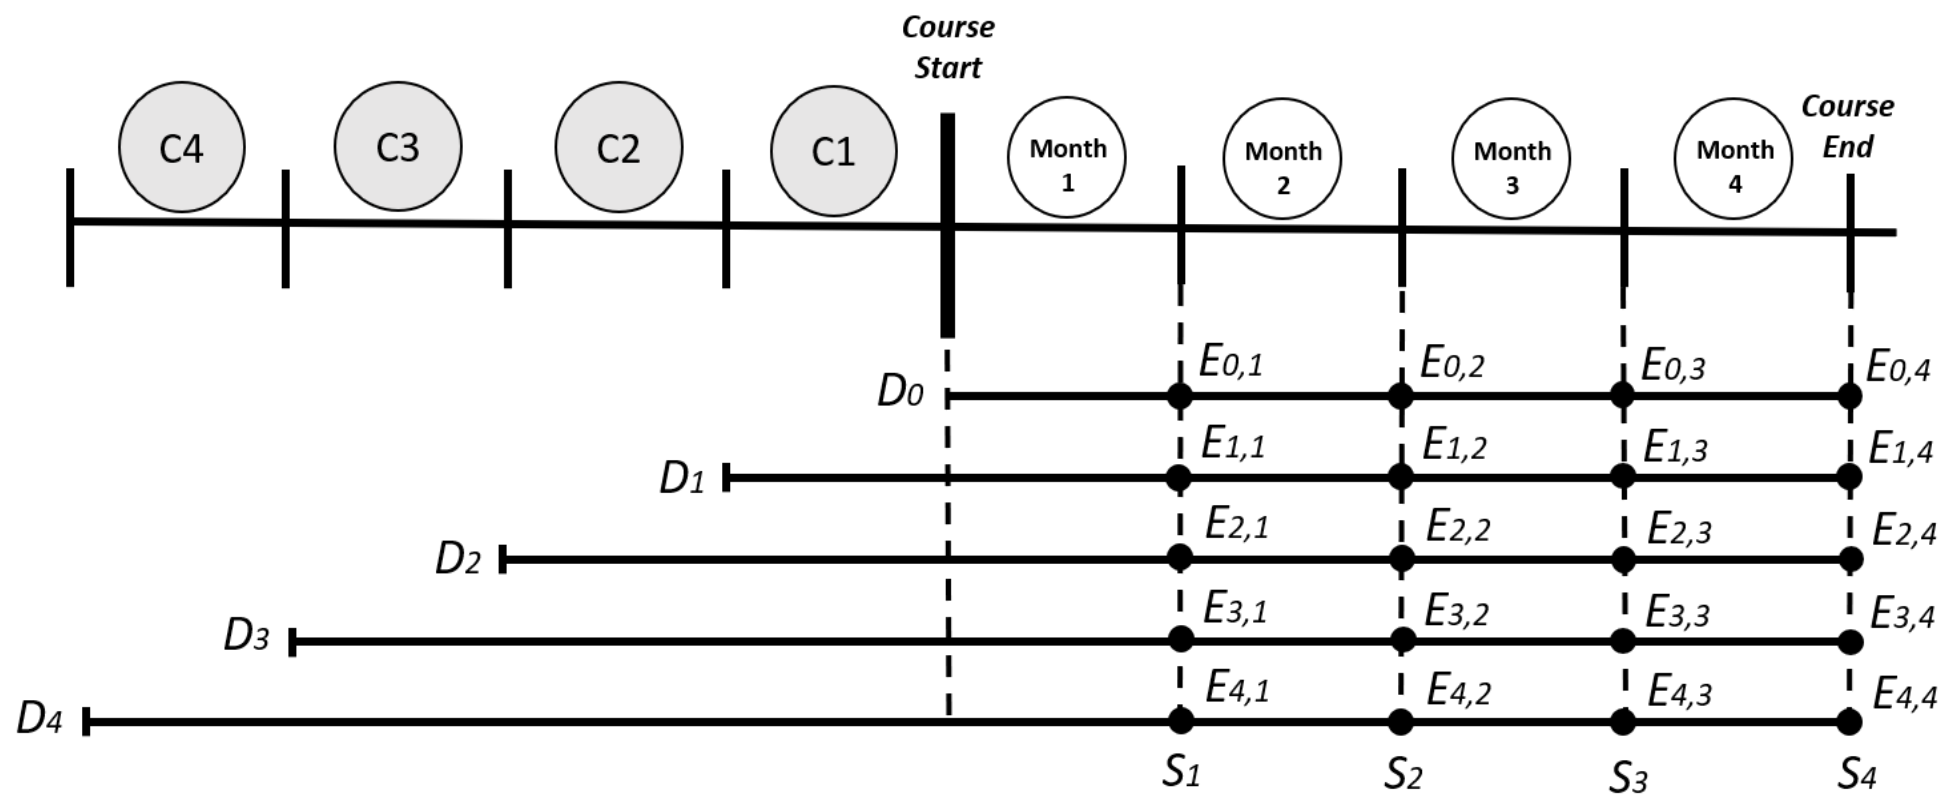 Course
Start
C4
C3
C2
C1
Month
1
Month
2
Month
3
Month
4
Course
End
D0
E0,1
E0,2
E0,3
E0,4
D1
E1,1
E1,2
E1,3
E1,4
D2
E2,1
E2,2
E2,3
E2,4
D3
E3,1
E3,2
E3,3
E3,4
D4
E4,1
E4,2
E4,3
E4,4
S1
S2
S3
S4